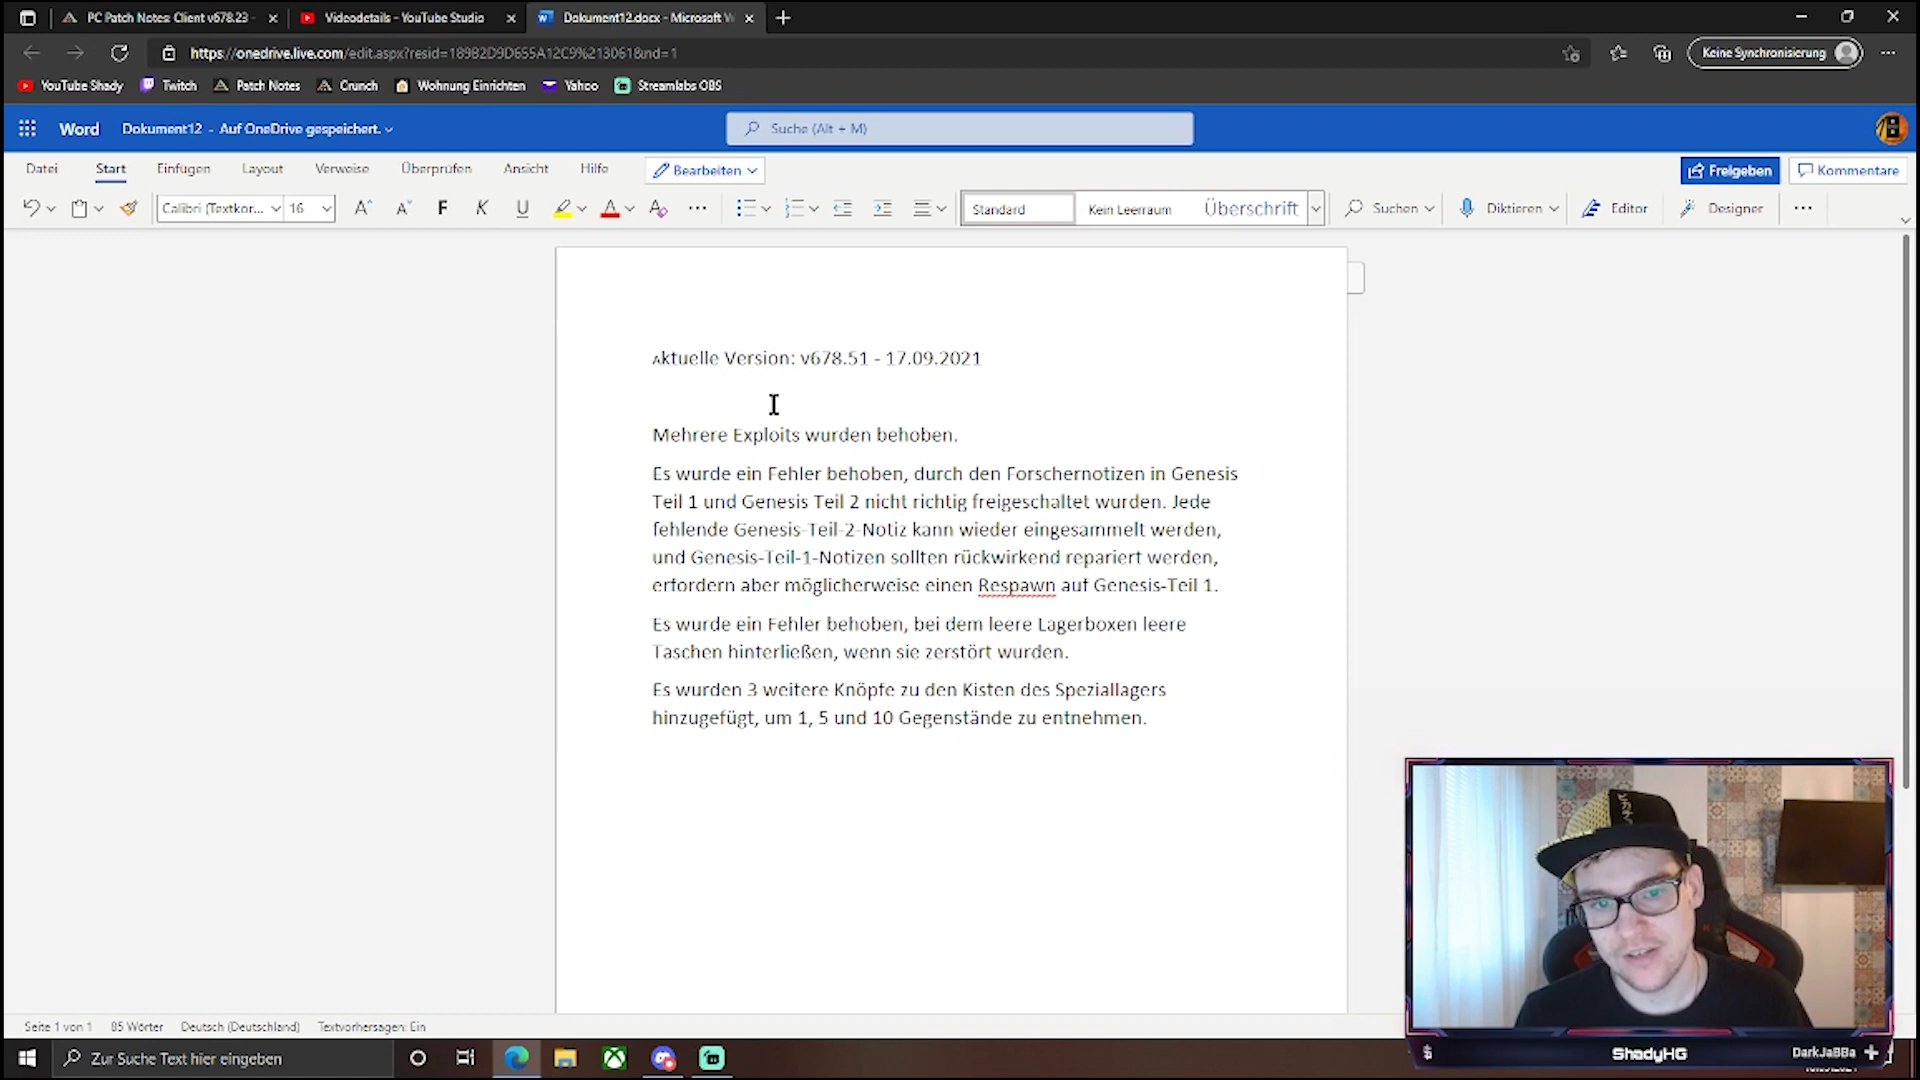 PC Patch Notes: Client v678.23 -
Videodetails - YouTube Studio
Dokument12.docx - Microsoft W
https://onedrive.live.com/edit.aspx?resid=189B2D9D655A12C9%213061&nd=1
Keine Synchronisierung
YouTube Shady
Twitch
Patch Notes
Crunch
Wohnung Einrichten
Yahoo
Streamlabs OBS
Word
Dokument12 - Auf OneDrive gespeichert.
Suche (Alt + M)
Datei
Start
Einfügen
Layout
Verweise
Überprüfen
Ansicht
Hilfe
Bearbeiten
Freigeben
Kommentare
Calibri (Textkor...
16
F
K
U
Standard
Kein Leerraum
Überschrift
Suchen
Diktieren
Editor
Designer
Aktuelle Version: v678.51 - 17.09.2021
Mehrere Exploits wurden behoben.
Es wurde ein Fehler behoben, durch den Forschernotizen in Genesis
Teil 1 und Genesis Teil 2 nicht richtig freigeschaltet wurden. Jede
fehlende Genesis-Teil-2-Notiz kann wieder eingesammelt werden,
und Genesis-Teil-1-Notizen sollten rückwirkend repariert werden,
erfordern aber möglicherweise einen Respawn auf Genesis-Teil 1.
Es wurde ein Fehler behoben, bei dem leere Lagerboxen leere
Taschen hinterließen, wenn sie zerstört wurden.
Es wurden 3 weitere Knöpfe zu den Kisten des Speziallagers
hinzugefügt, um 1, 5 und 10 Gegenstände zu entnehmen.
Seite 1 von 1
85 Wörter
Deutsch (Deutschland)
Textvorhersagen: Ein
Zur Suche Text hier eingeben
ShadyHG
DarkJaBBa